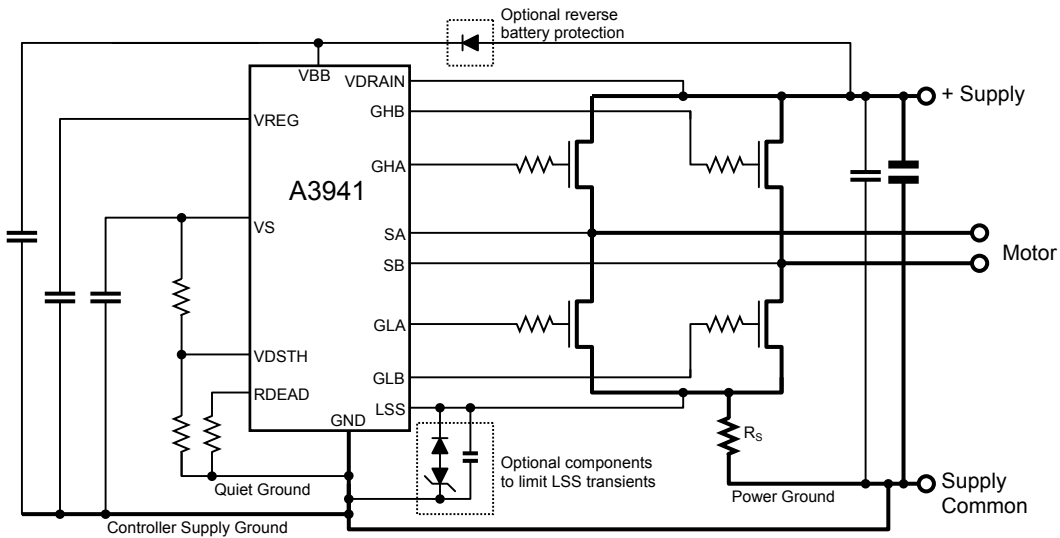 Optional reverse
battery protection
VBB
VDRAIN
GHB
+ Supply
VREG
GHA
A3941
VS
SA
SB
Motor
GLA
VDSTH
GLB
RDEAD
LSS
GND
RS
Optional components
to limit LSS transients
Quiet Ground
Power Ground
Supply
Common
Controller Supply Ground